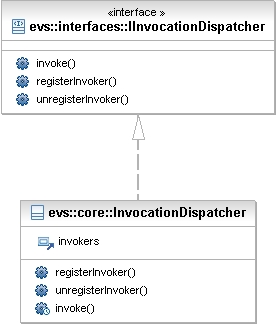 «interface »
evs::interfaces::IInvocationDispatcher
invoke()
registerInvoker()
unregisterInvoker()
evs::core::InvocationDispatcher
invokers
registerInvoker()
unregisterInvoker()
invoke()